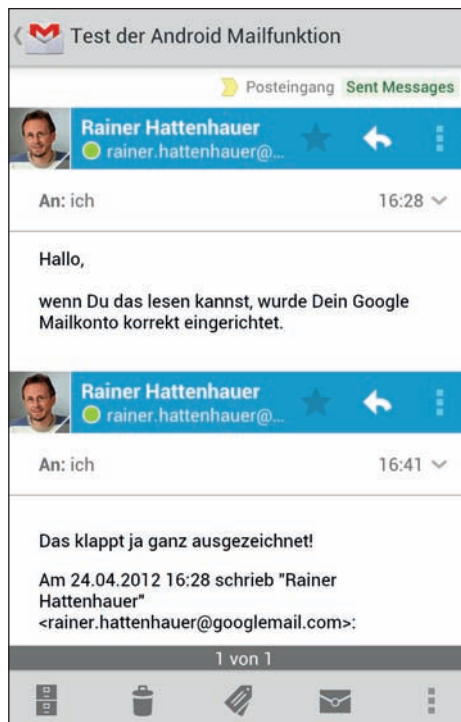 Test der Android Mailfunktion
Posteingang Sent Messages
Rainer Hattenhauer
rainer.hattenhauer@...
An: ich 16:28
Hallo,
wenn Du das lesen kannst, wurde Dein Google
Mailkonto korrekt eingerichtet.
Rainer Hattenhauer
rainer.hattenhauer@...
An: ich 16:41
Das klappt ja ganz ausgezeichnet!
Am 24.04.2012 16:28 schrieb "Rainer
Hattenhauer"
<rainer.hattenhauer@googlemail.com>:
1 von 1